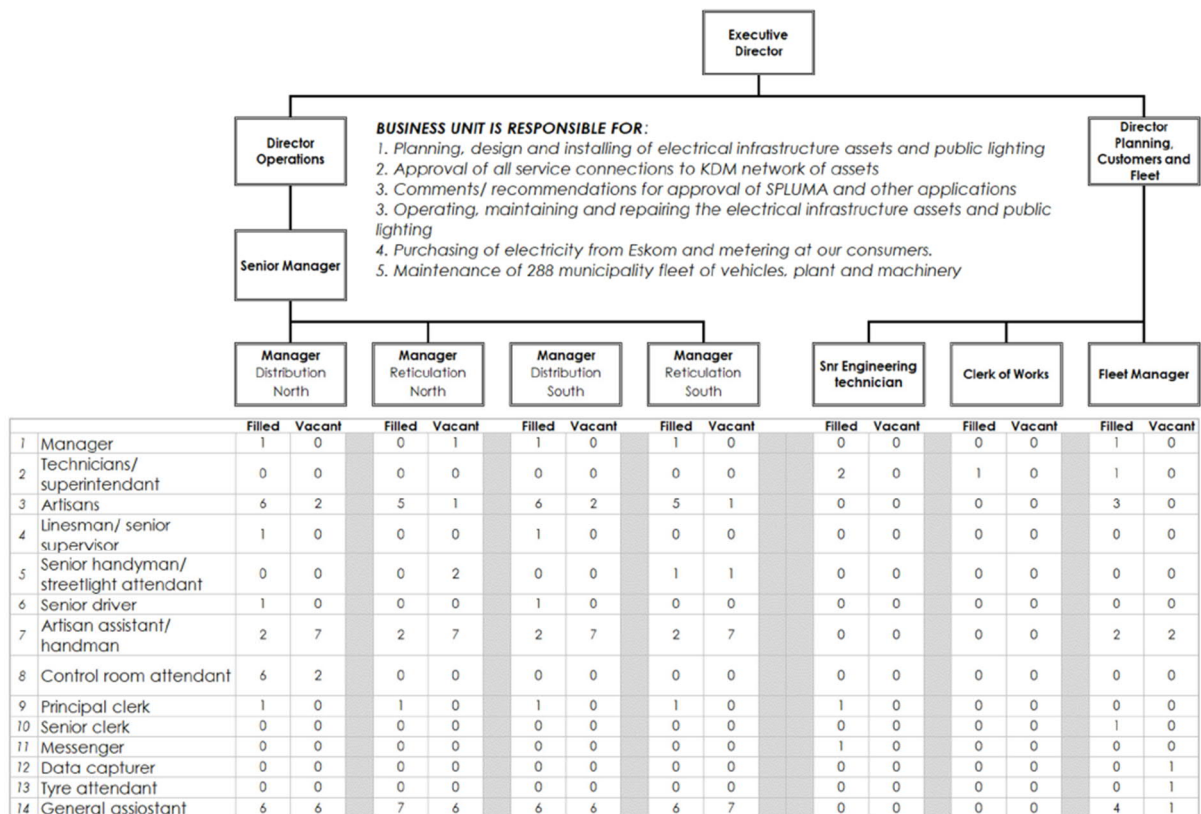 Executive
Director
Director
Operations
BUSINESS UNIT IS RESPONSIBLE FOR:
1. Planning, design and installing of electrical infrastructure assets and public lighting
2. Approval of all service connections to KDM network of assets
3. Comments/ recommendations for approval of SPLUMA and other applications
3. Operating, maintaining and repairing the electrical infrastructure assets and public
lighting
4. Purchasing of electricity from Eskom and metering at our consumers.
5. Maintenance of 288 municipality fleet of vehicles, plant and machinery
Director
Planning,
Customers and
Fleet
Senior Manager
Manager
Distribution
North
Manager
Reticulation
North
Manager
Distribution
South
Manager
Reticulation
South
Snr Engineering
technician
Clerk of Works
Fleet Manager
Filled Vacant Filled Vacant Filled Vacant Filled Vacant Filled Vacant Filled Vacant Filled Vacant
1 Manager 1 0 0 1 1 0 1 0 0 0 0 0 1 0
2 Technicians/
superintendant 0 0 0 0 0 0 0 0 2 0 1 0 1 0
3 Artisans 6 2 5 1 6 2 5 1 0 0 0 0 3 0
4 Linesman/ senior
supervisor 1 0 0 0 1 0 0 0 0 0 0 0 0 0
5 Senior handyman/
streetlight attendant 0 0 0 2 0 0 1 1 0 0 0 0 0 0
6 Senior driver 1 0 0 0 1 0 0 0 0 0 0 0 0 0
7 Artisan assistant/
handman 2 7 2 7 2 7 2 7 0 0 0 0 2 2
8 Control room attendant 6 2 0 0 0 0 0 0 0 0 0 0 0 0
9 Principal clerk 1 0 1 0 1 0 1 0 1 0 0 0 0 0
10 Senior clerk 0 0 0 0 0 0 0 0 0 0 0 0 1 0
11 Messenger 0 0 0 0 0 0 0 0 1 0 0 0 0 0
12 Data capturer 0 0 0 0 0 0 0 0 0 0 0 0 0 1
13 Tyre attendant 0 0 0 0 0 0 0 0 0 0 0 0 0 1
14 General assiostant 6 6 7 6 6 6 6 7 0 0 0 0 4 1